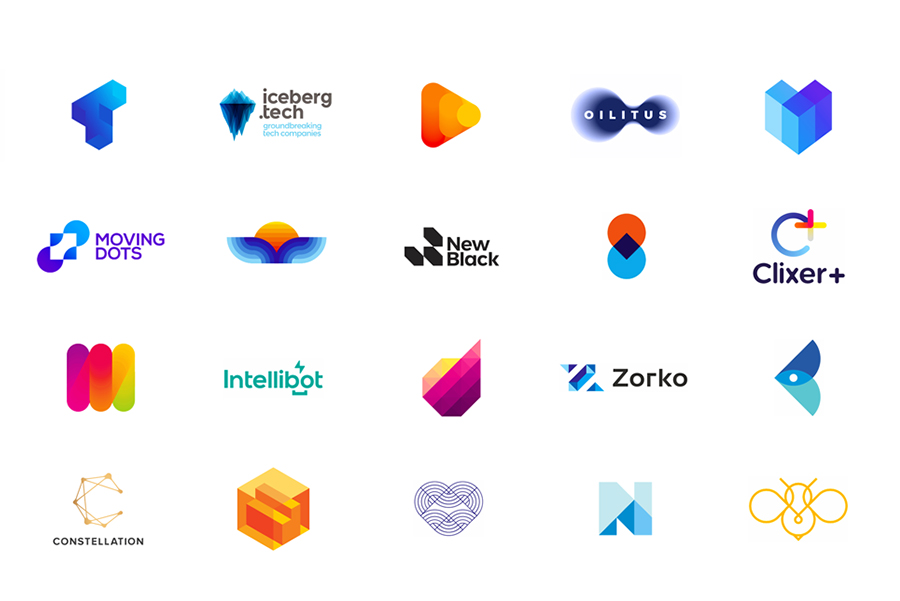 iceberg
.tech
groundbreaking
tech companies
OILITUS
MOVING
DOTS
New
Black
Clixer+
Intellibot
Zorko
CONSTELLATION